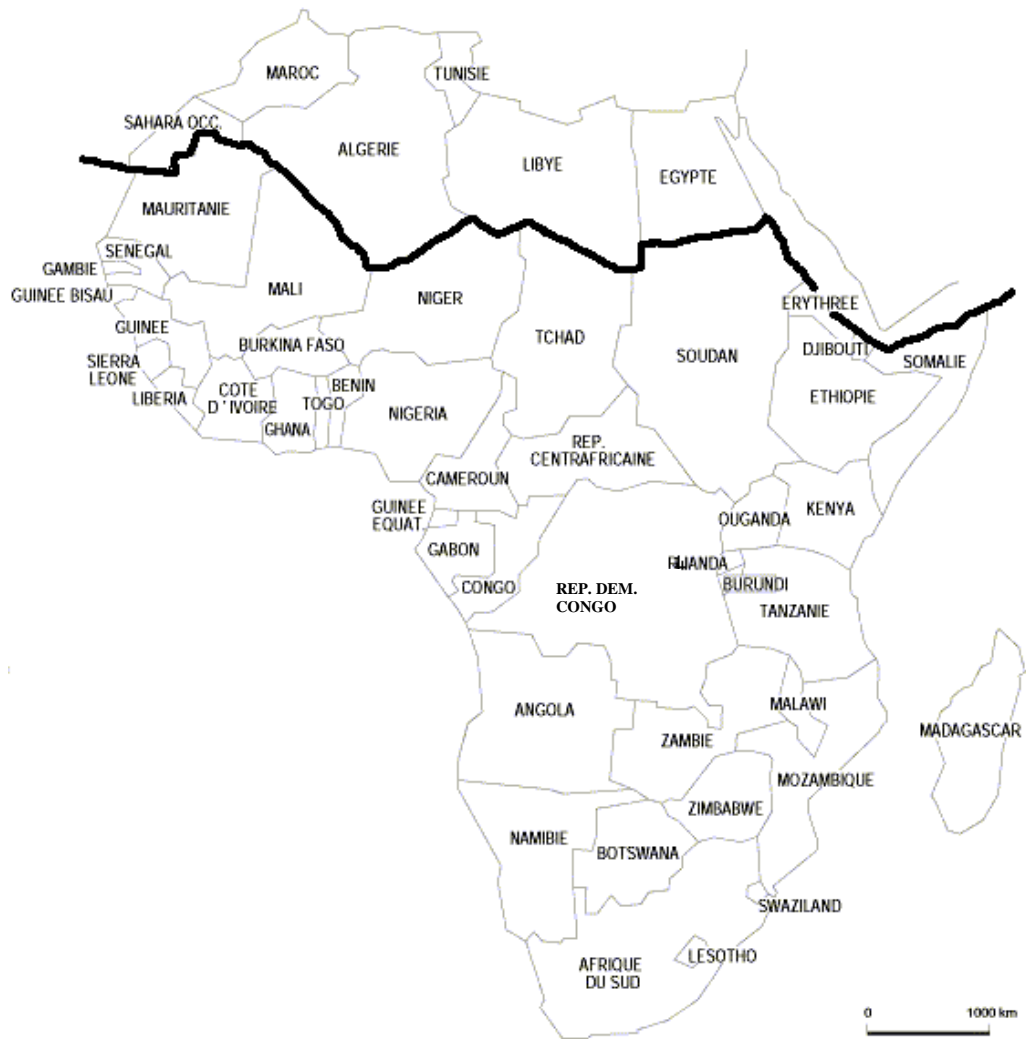 MAROC
TUNISIE
SAHARA OCC.
ALGERIE
LIBYE
EGYPTE
MAURITANIE
SENEGAL
GAMBIE
GUINEE BISAU
MALI
NIGER
ERYTHREE
GUINEE
TCHAD
SOUDAN
BURKINA FASO
DJIBOUTI
SOMALIE
SIERRA
LEONE
LIBERIA
COTE
D 'IVOIRE
GHANA
TOGO
BENIN
NIGERIA
ETHIOPIE
REP.
CENTRAFRICAINE
CAMEROUN
GUINEE
EQUAT.
OUGANDA
KENYA
GABON
CONGO
REP. DEM.
CONGO
BURUNDI
TANZANIE
ANGOLA
MALAWI
ZAMBIE
MADAGASCAR
MOZAMBIQUE
ZIMBABWE
NAMIBIE
BOTSWANA
SWAZILAND
LESOTHO
AFRIQUE
DU SUD
0 1000 km